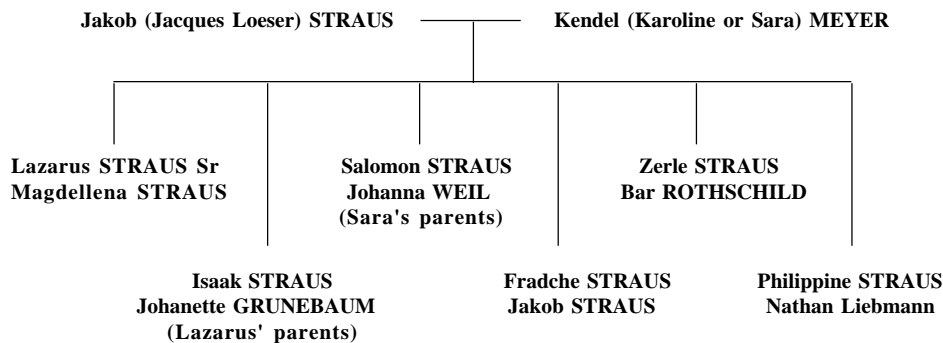 Jakob (Jacques Loeser) STRAUS
Kendel (Karoline or Sara) MEYER
Lazarus STRAUS Sr
Magdellena STRAUS
Salomon STRAUS
Johanna WEIL
(Sara's parents)
Zerle STRAUS
Bar ROTHSCHILD
Isaak STRAUS
Johanette GRUNEBAUM
(Lazarus' parents)
Fradche STRAUS
Jakob STRAUS
Philippine STRAUS
Nathan Liebmann